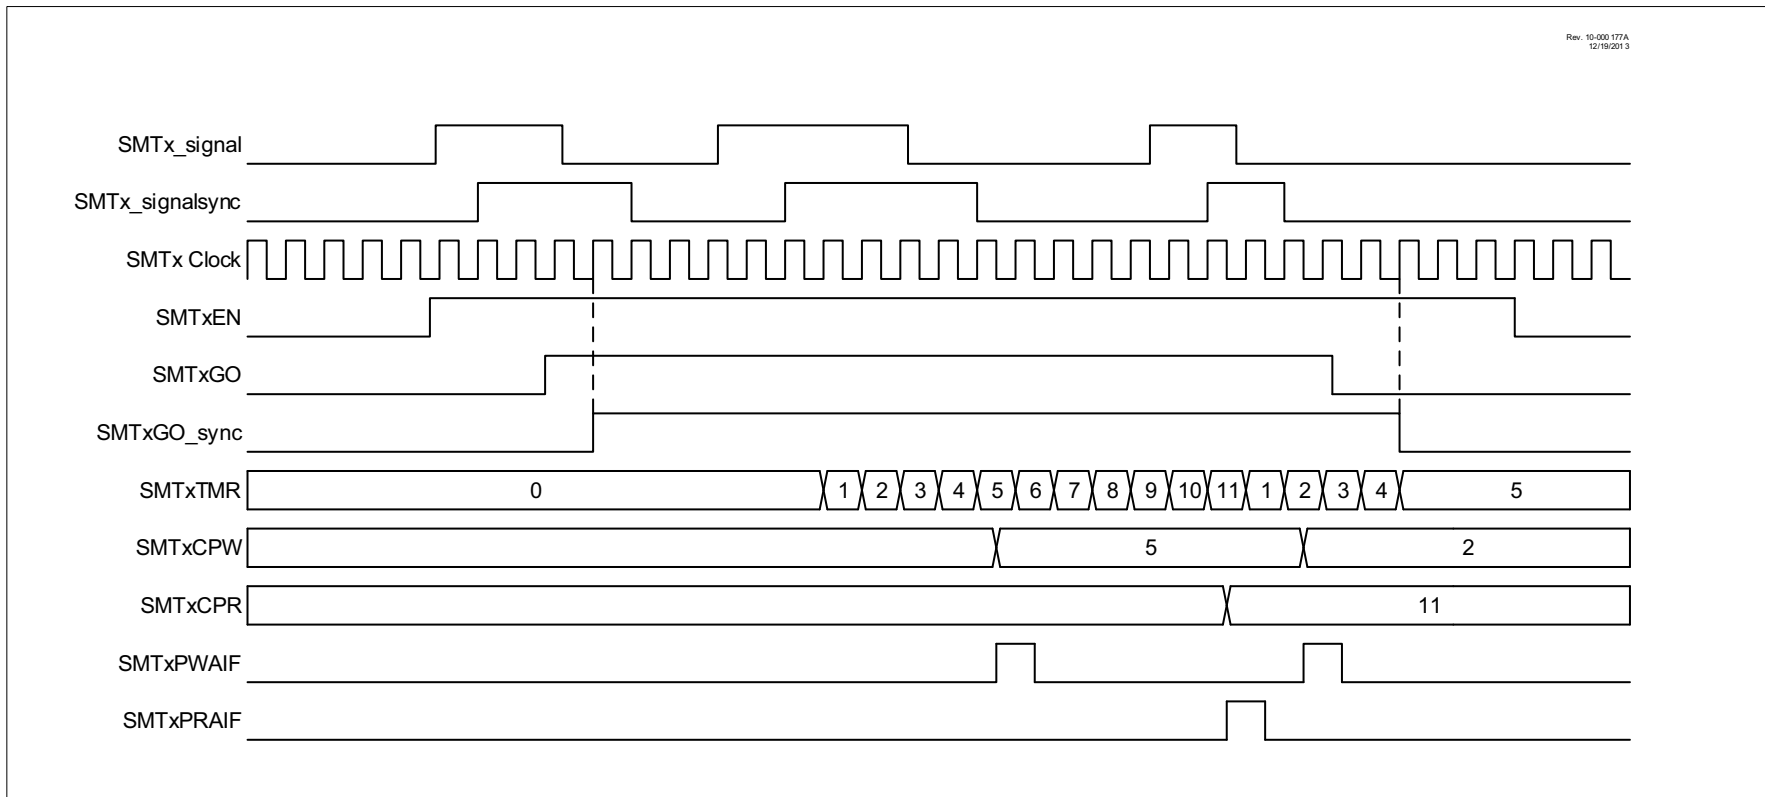 Rev. 10-000 177A
12/19/201 3
SMTx_signal
SMTx_signalsync
SMTx Clock
SMTxEN
SMTxGO
SMTxGO_sync
SMTxTMR 0 1 2 3 4 5 6 7 8 9 10 11 1 2 3 4 5
SMTxCPW 5 2
SMTxCPR 11
SMTxPWAIF
SMTxPRAIF